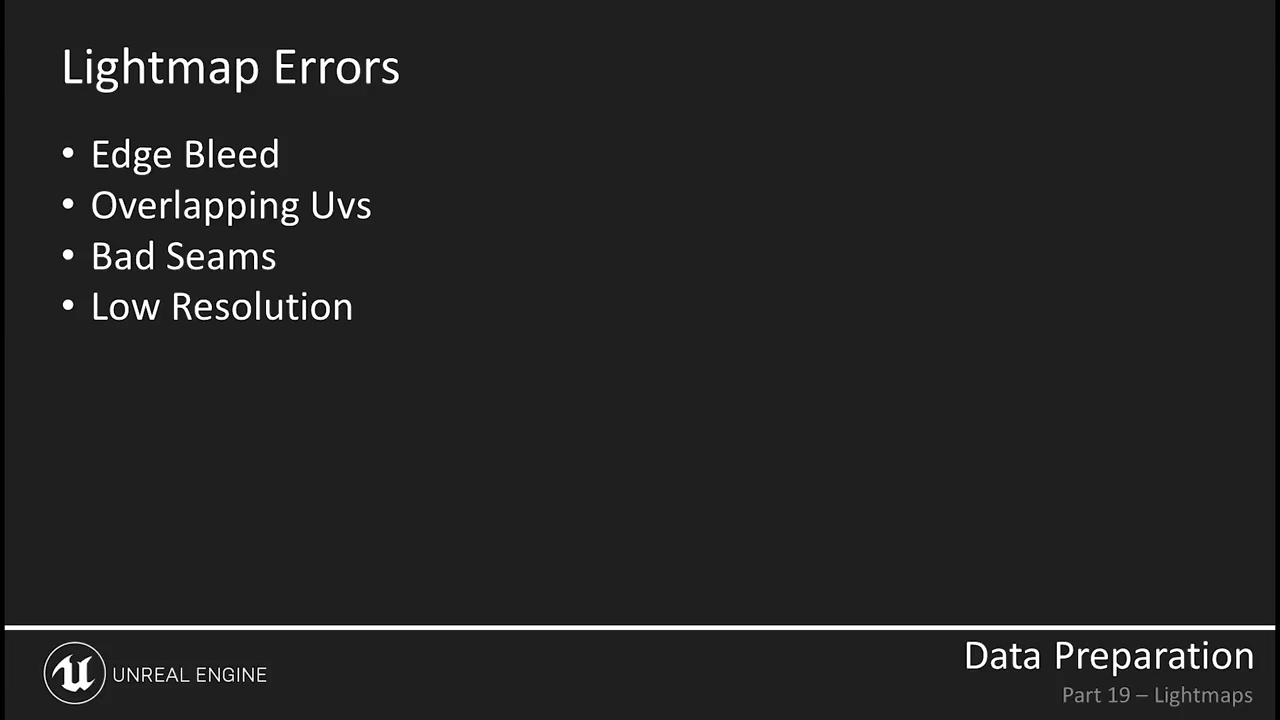 Lightmap Errors
• Edge Bleed
• Overlapping Uvs
• Bad Seams
• Low Resolution
UNREAL ENGINE
Data Preparation
Part 19 – Lightmaps